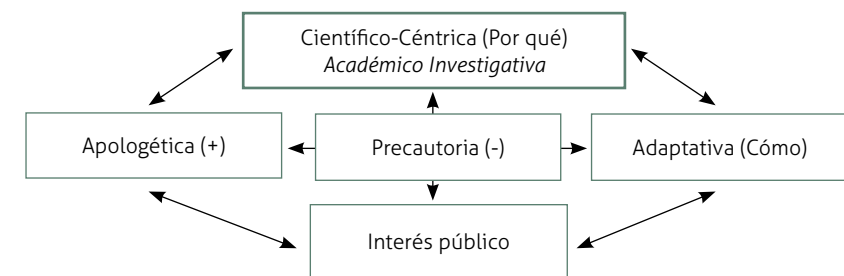 Científico-Céntrica (Por qué)
Académico Investigativa
Apologética (+)
Precautoria (-)
Adaptativa (Cómo)
Interés público